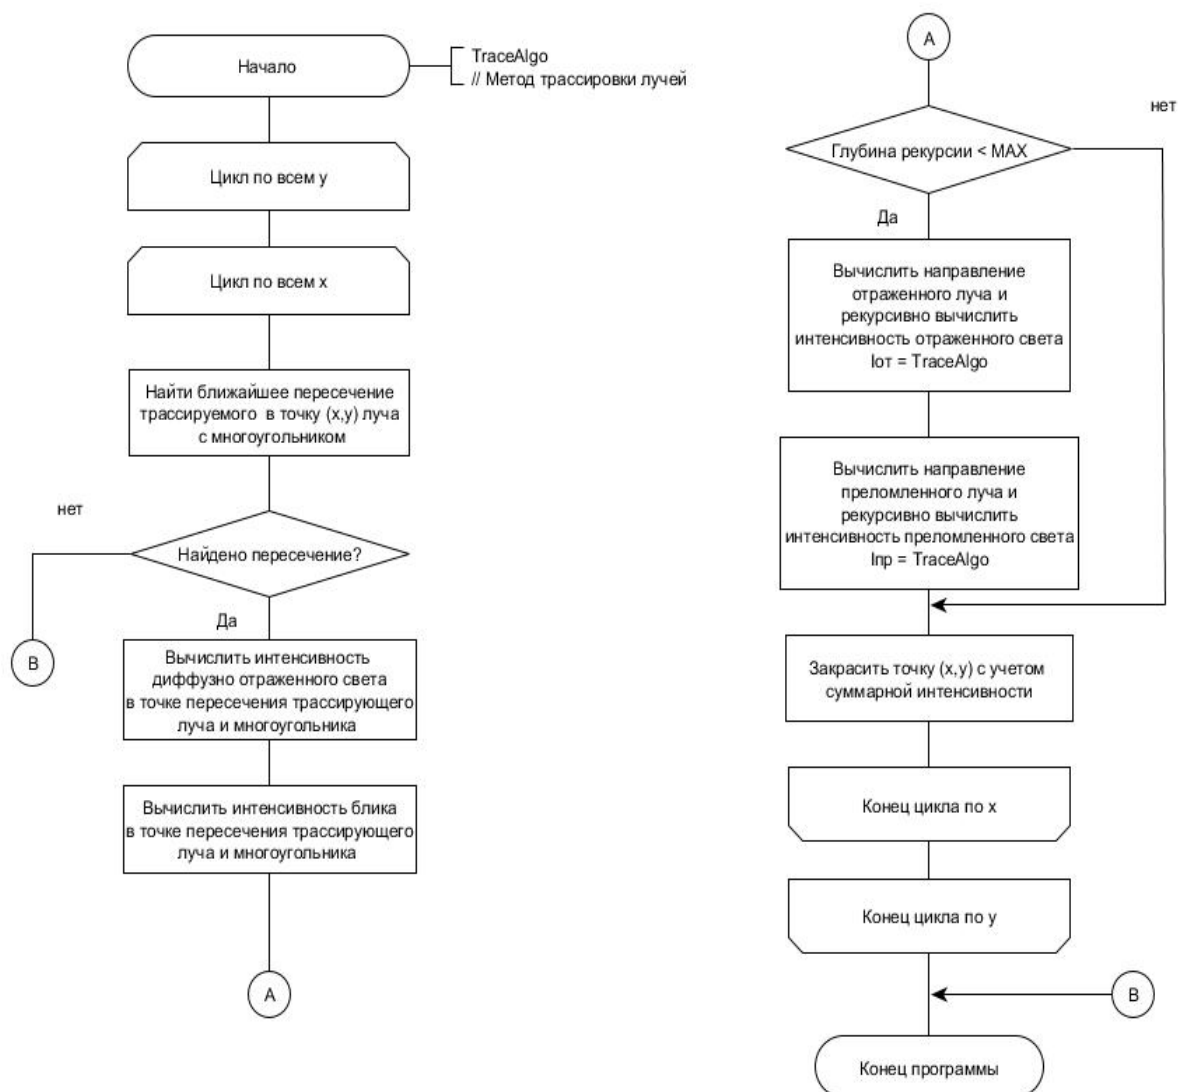 Начало
TraceAlgo
// Метод трассировки лучей
Цикл по всем y
Цикл по всем x
Найти ближайшее пересечение
трассируемого в точку (x,y) луча
с многоугольником
нет
Найдено пересечение?
Да
B
Вычислить интенсивность
диффузно отраженного света
в точке пересечения трассирующего
луча и многоугольника
Вычислить интенсивность блика
в точке пересечения трассирующего
луча и многоугольника
A
A
нет
Глубина рекурсии < MAX
Да
Вычислить направление
отраженного луча и
рекурсивно вычислить
интенсивность отраженного света
Iот = TraceAlgo
Вычислить направление
преломленного луча и
рекурсивно вычислить
интенсивность преломленного света
Iпр = TraceAlgo
Закрасить точку (x,y) с учетом
суммарной интенсивности
Конец цикла по x
Конец цикла по y
B
Конец программы